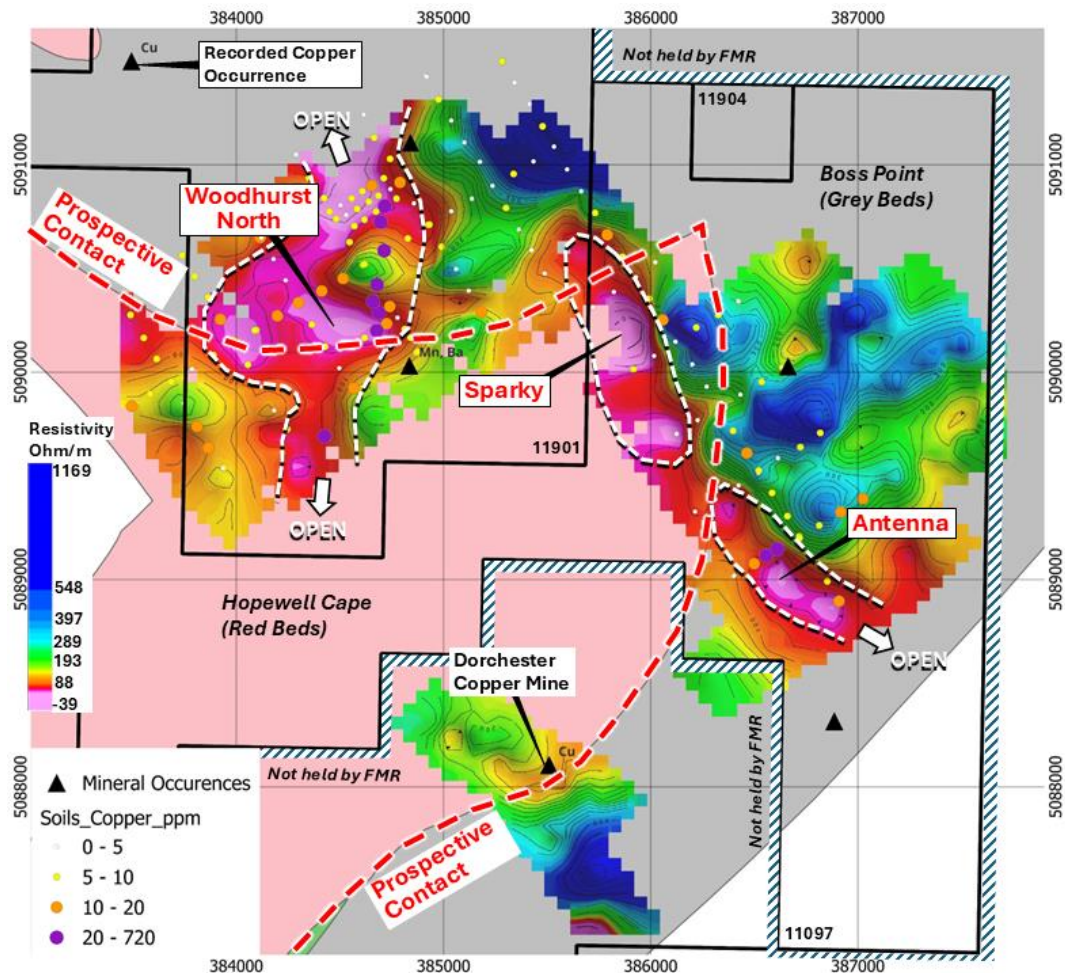 384000
385000
386000
387000
Cu
Recorded Copper
Occurrence
Not held by FMR
11904
OPEN
5091000
5091000
Boss Point
(Grey Beds)
Woodhurst
North
Prospective
Contact
Mn, Ba
5090000
5090000
Sparky
Resistivity
Ohm/m
1169
548
397
289
193
88
-39
11901
OPEN
Antenna
5089000
5089000
Hopewell Cape
(Red Beds)
OPEN
Dorchester
Copper Mine
Cu
Not held by FMR
Not held by FMR
5088000
5088000
Mineral Occurences
Soils_Copper_ppm
0 - 5
5 - 10
10 - 20
20 - 720
Prospective
Contact
11097
384000
385000
386000
387000